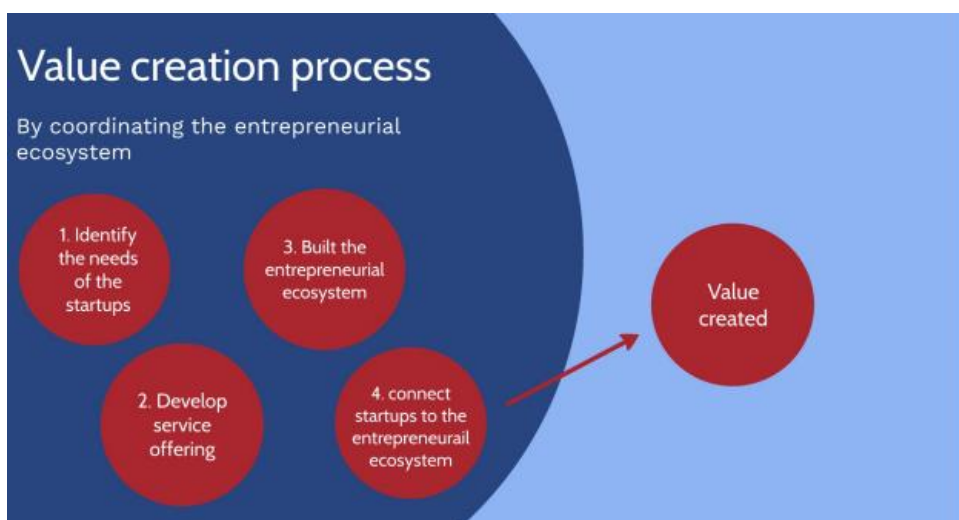 Value creation process
By coordinating the entrepreneurial
ecosystem
1. Identify
the needs
of the
startups
2. Develop
service
offering
3. Built the
entrepreneurial
ecosystem
4. connect
startups to the
entrepreneurail
ecosystem
Value
created